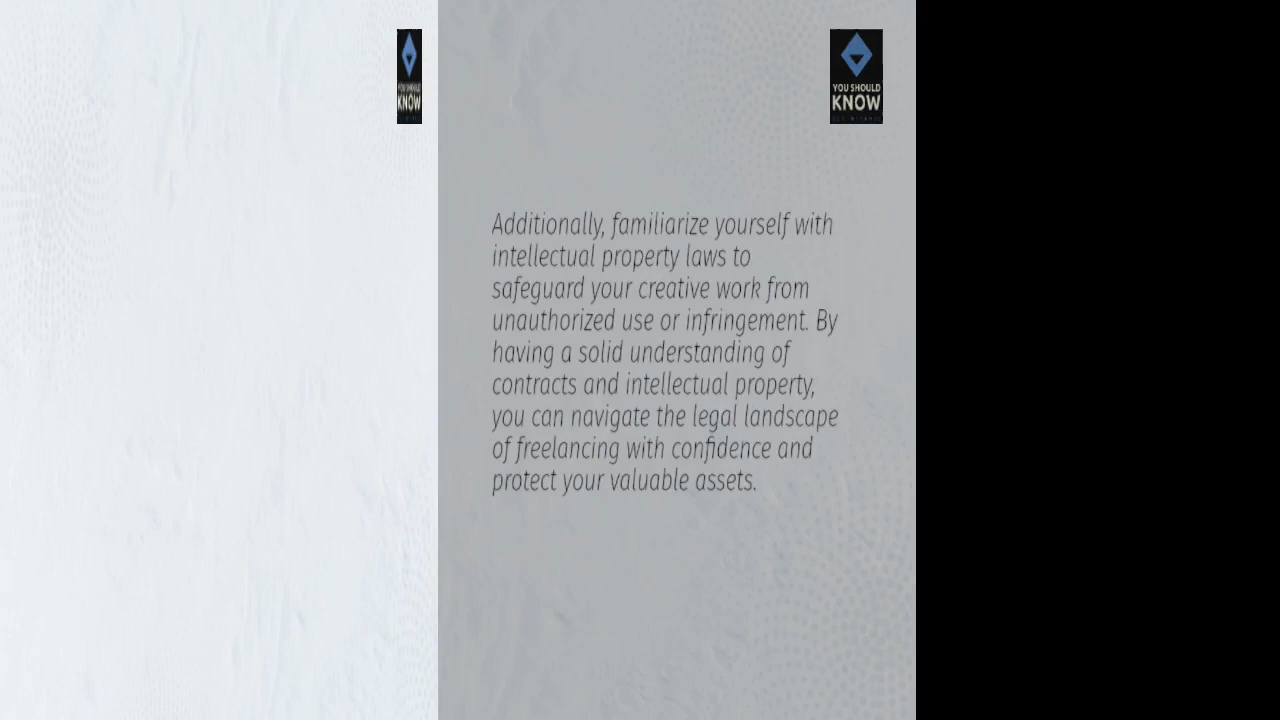 YOU SHOULD
KNOW
YOU SHOULD
KNOW
Additionally, familiarize yourself with
intellectual property laws to
safeguard your creative work from
unauthorized use or infringement. By
having a solid understanding of
contracts and intellectual property,
you can navigate the legal landscape
of freelancing with confidence and
protect your valuable assets.